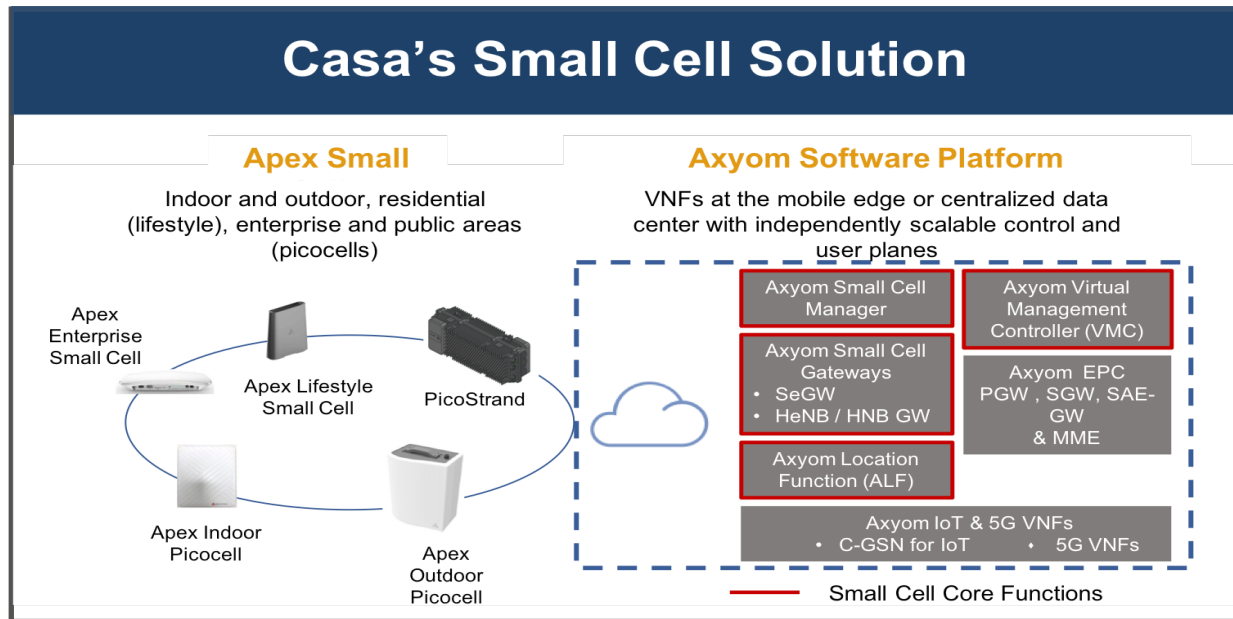 Casa's Small Cell Solution
Apex Small
Indoor and outdoor, residential
(lifestyle), enterprise and public areas
(picocells)
Apex
Enterprise
Small Cell
Apex Lifestyle
Small Cell
PicoStrand
Apex Indoor
Picocell
Apex
Outdoor
Picocell
Axyom Software Platform
VNFs at the mobile edge or centralized data
center with independently scalable control and
user planes
Axyom Small Cell
Manager
Axyom Virtual
Management
Controller (VMC)
Axyom Small Cell
Gateways
• SeGW
• HeNB / HNB GW
Axyom EPC
PGW , SGW, SAE-
GW
& MME
Axyom Location
Function (ALF)
Axyom IoT & 5G VNFs
• C-GSN for IoT
♦ 5G VNFs
Small Cell Core Functions